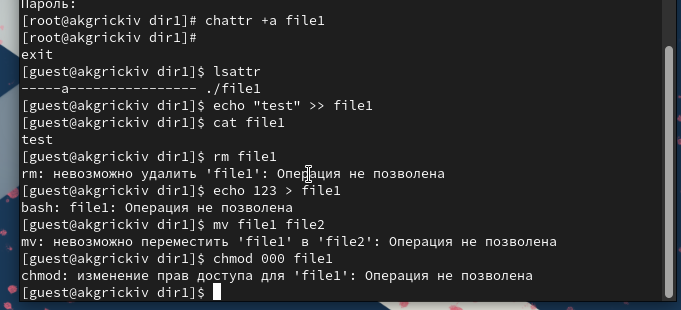 Пароль:
[root@akgrickiv dir1]# chattr +a file1
[root@akgrickiv dir1]#
exit
[guest@akgrickiv dir1]$ lsattr
-----a---------------- ./file1
[guest@akgrickiv dir1]$ echo "test" >> file1
[guest@akgrickiv dir1]$ cat file1
test
[guest@akgrickiv dir1]$ rm file1
rm: невозможно удалить 'file1': Операция не позволена
[guest@akgrickiv dir1]$ echo 123 > file1
bash: file1: Операция не позволена
[guest@akgrickiv dir1]$ mv file1 file2
mv: невозможно переместить 'file1' в 'file2': Операция не позволена
[guest@akgrickiv dir1]$ chmod 000 file1
chmod: изменение прав доступа для 'file1': Операция не позволена
[guest@akgrickiv dir1]$